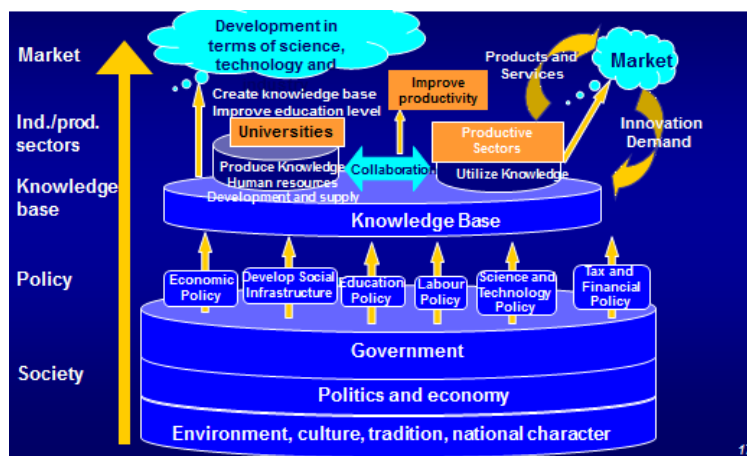 Market
Development in
terms of science,
technology and
Products and
Services
Market
Create knowledge base
Improve education level
Improve
productivity
Ind./prod.
sectors
Universities
Productive
Sectors
Innovation
Demand
Produce Knowledge
Human resources
Development and supply
Collaboration
Utilize Knowledge
Knowledge
base
Knowledge Base
Policy
Economic
Policy
Develop Social
Infrastructure
Education
Policy
Labour
Policy
Science and
Technology
Policy
Tax and
Financial
Policy
Government
Society
Politics and economy
Environment, culture, tradition, national character